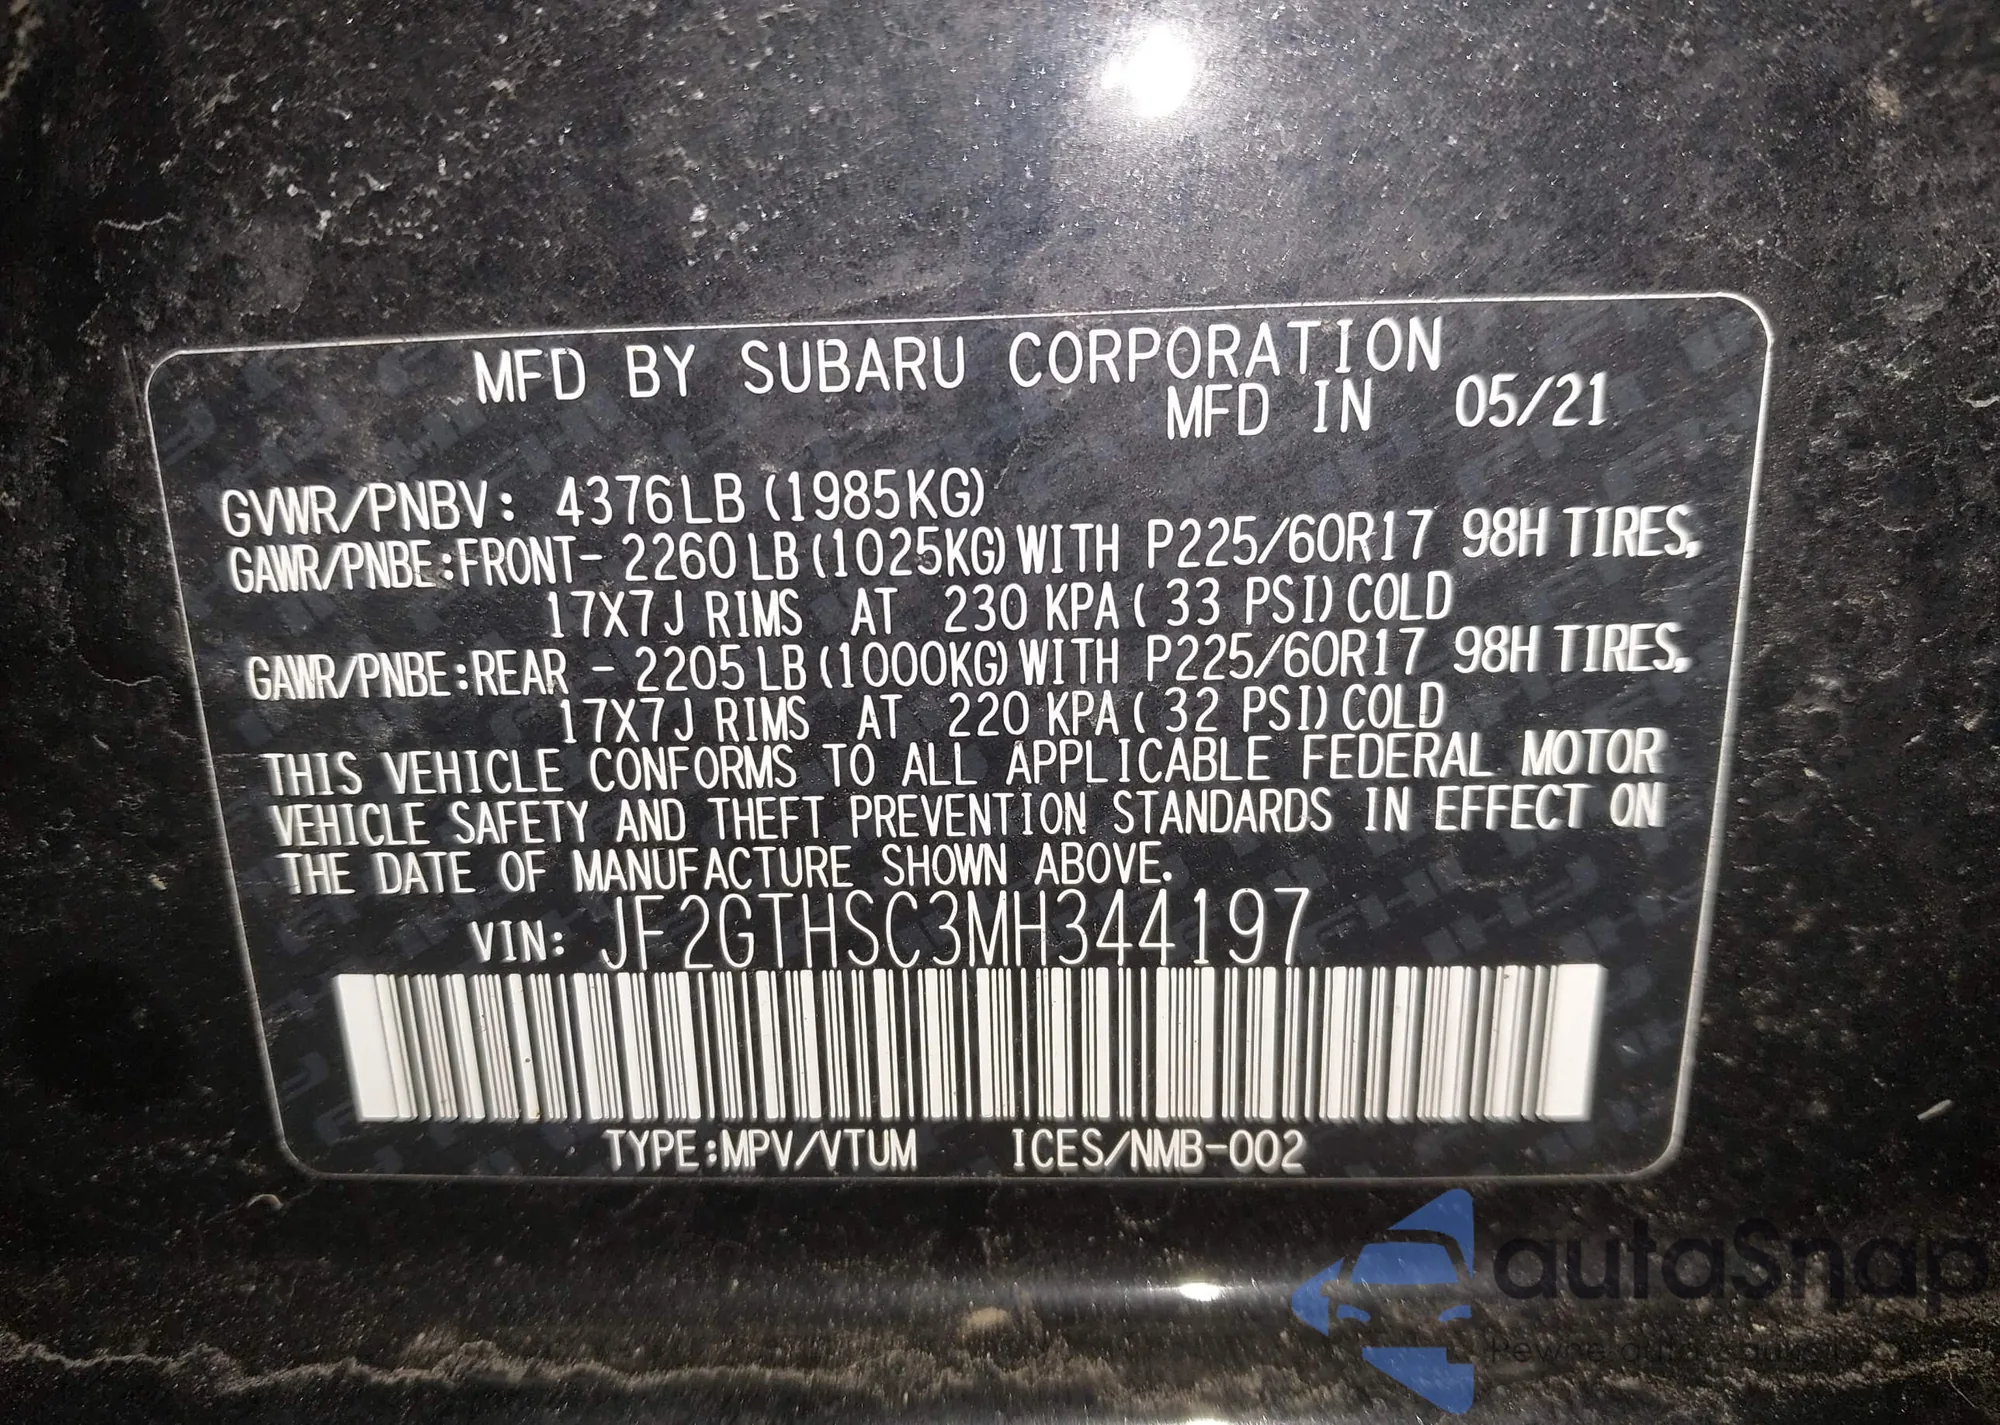 MFD BY SUBARU CORPORATION
MFD IN 05/21
GVWR/PNBV: 4376LB (1985KG)
GAWR/PNBE:FRONT- 2260 LB (1025KG) WITH P225/60R17 98H TIRES,
17X7J RIMS AT 230 KPA ( 33 PSI) COLD
GAWR/PNBE:REAR - 2205 LB (1000KG) WITH P225/60R17 98H TIRES,
17X7J RIMS AT 220 KPA ( 32 PSI) COLD
THIS VEHICLE CONFORMS TO ALL APPLICABLE FEDERAL MOTOR
VEHICLE SAFETY AND THEFT PREVENTION STANDARDS IN EFFECT ON
THE DATE OF MANUFACTURE SHOWN ABOVE.
VIN: JF2GTHSC3MH344197
TYPE:MPV/VTUM ICES/NMB-002
autaSnap
Pewne auta